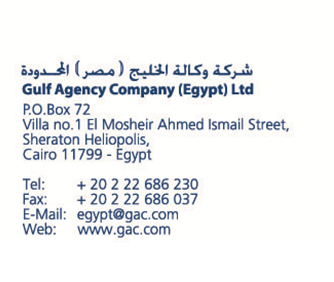 شركة وكالة الخليج (مصر) المحدودة
Gulf Agency Company (Egypt) Ltd
P.O.Box 72
Villa no.1 El Mosheir Ahmed Ismail Street,
Sheraton Heliopolis,
Cairo 11799 - Egypt
Tel: + 20 2 22 686 230
Fax: + 20 2 22 686 037
E-Mail: egypt@gac.com
Web: www.gac.com